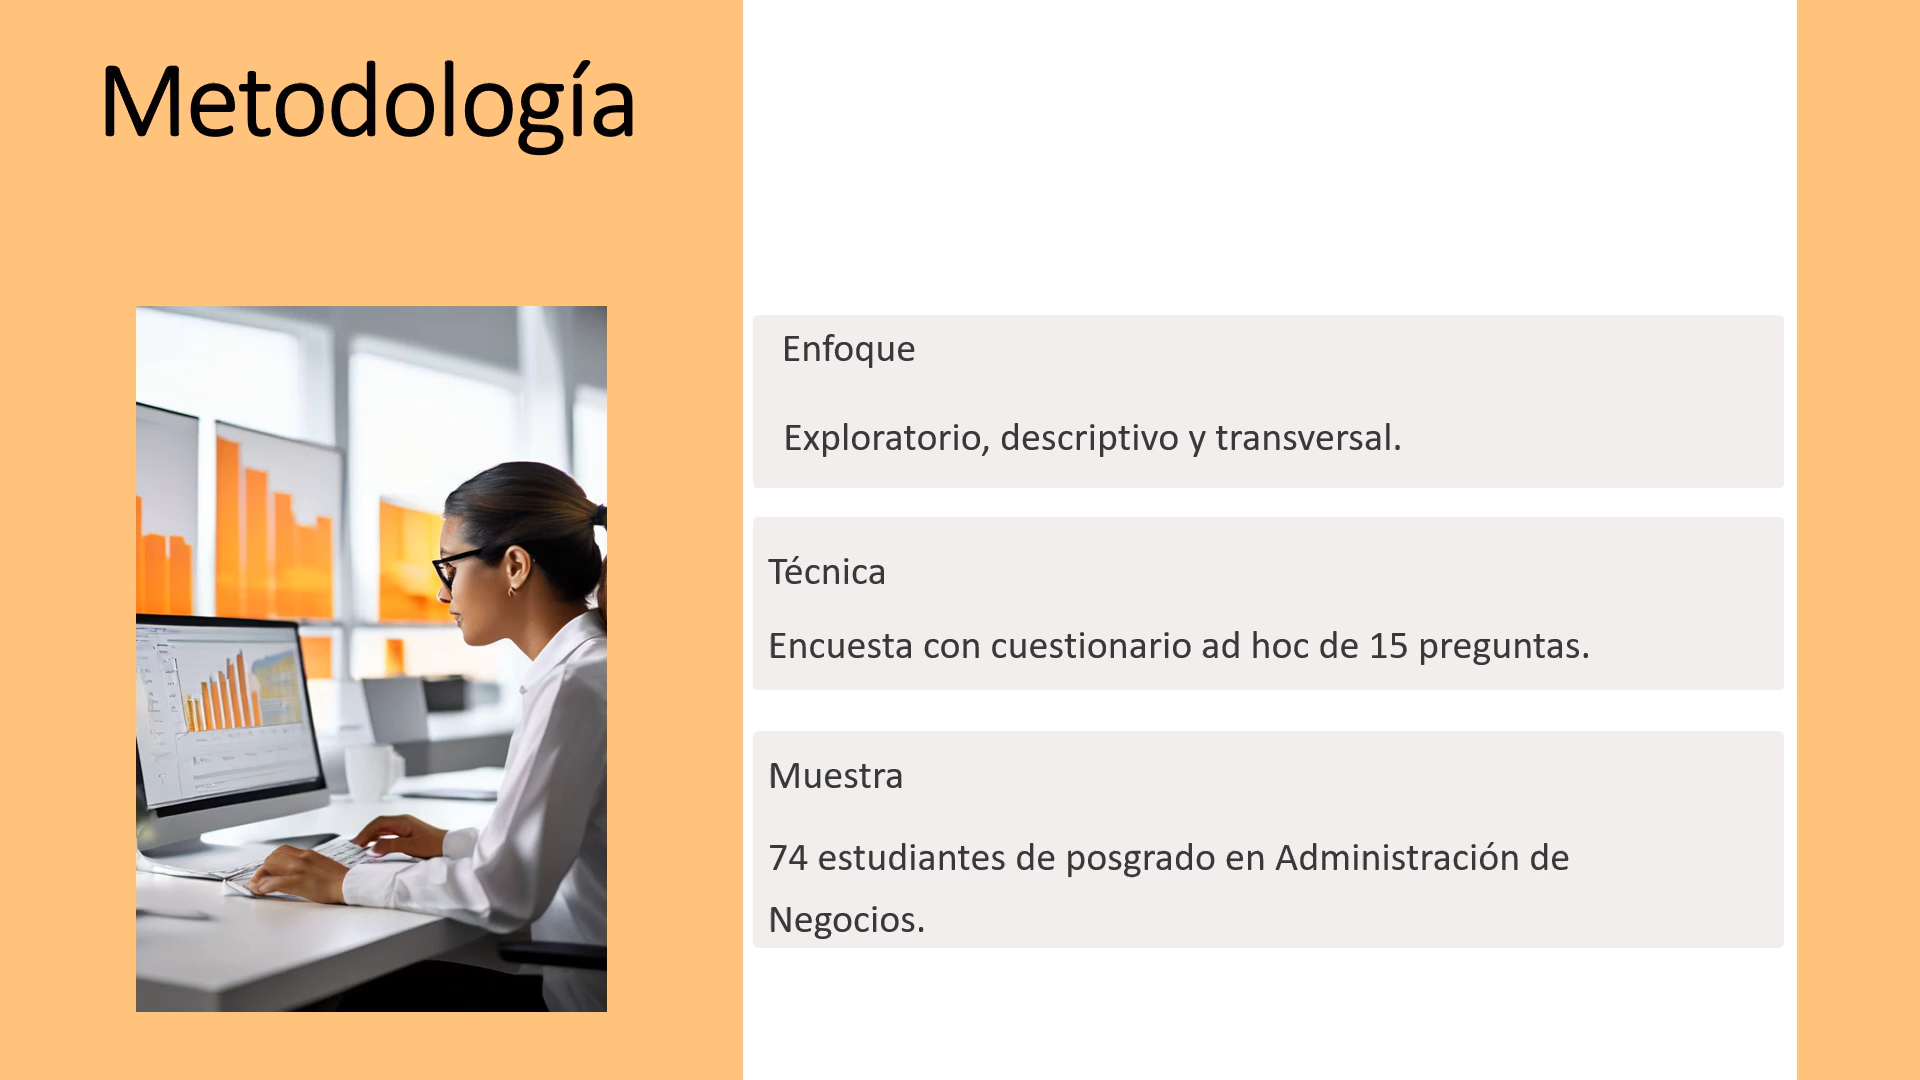 Metodología
Enfoque
Exploratorio, descriptivo y transversal.
Técnica
Encuesta con cuestionario ad hoc de 15 preguntas.
Muestra
74 estudiantes de posgrado en Administración de
Negocios.